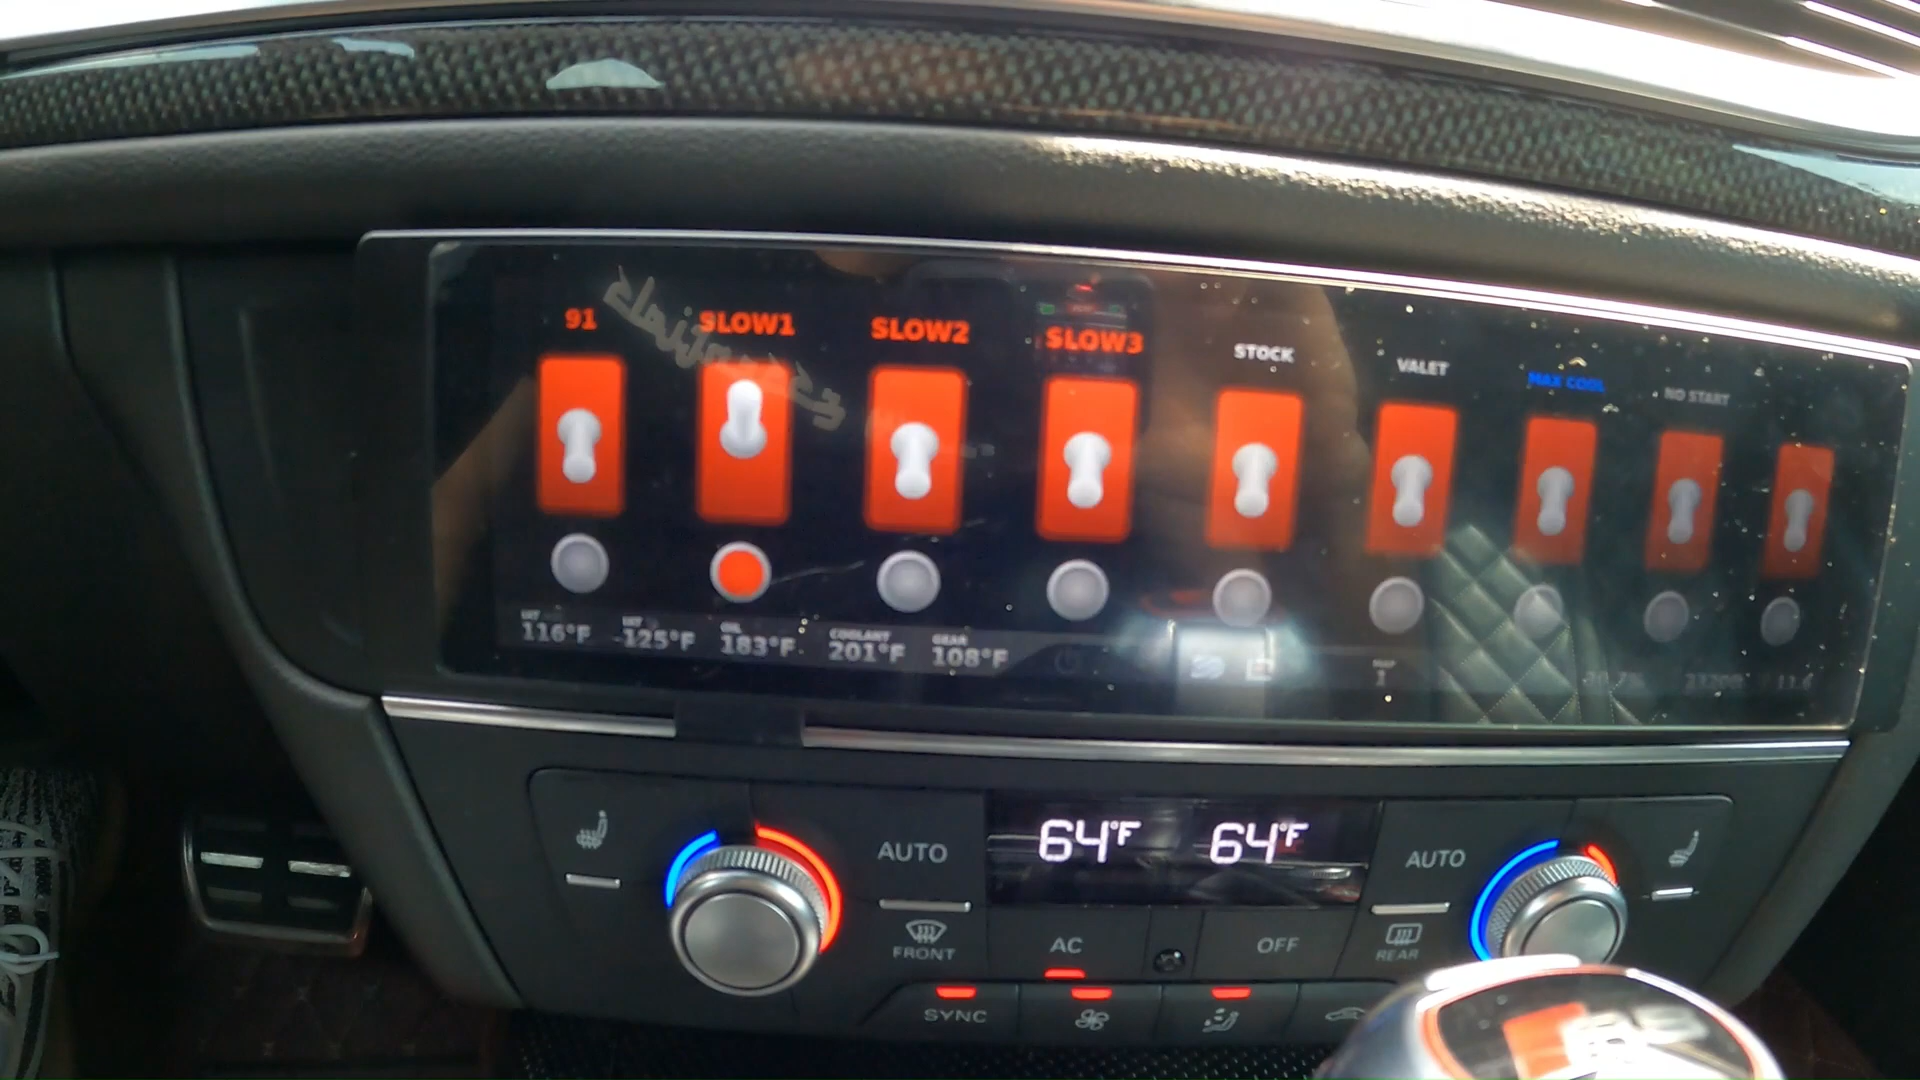 91 SLOW1 SLOW2 SLOW3 STOCK VALET MAX COOL NO START
OIL COOLANT GEAR
116°F 125°F 183°F 201°F 108°F
64°F 64°F
AUTO AUTO
FRONT AC OFF REAR
SYNC